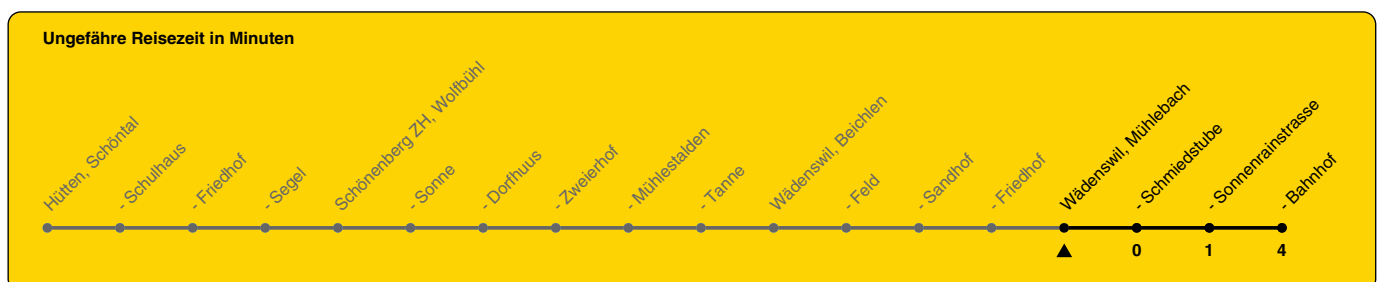 Ungefähre Reisezeit in Minuten
Hütten, Schöntal
- Schulhaus
- Friedhof
- Segel
Schönenberg ZH, Wolfbühl
- Sonne
- Dorfhuus
- Zweierhof
- Mühlestalden
- Tanne
Wädenswil, Beichlen
- Feld
- Sandhof
- Friedhof
Wädenswil, Mühlebach
- Schmiedstube
- Sonnenrainstrasse
- Bahnhof
0 1 4